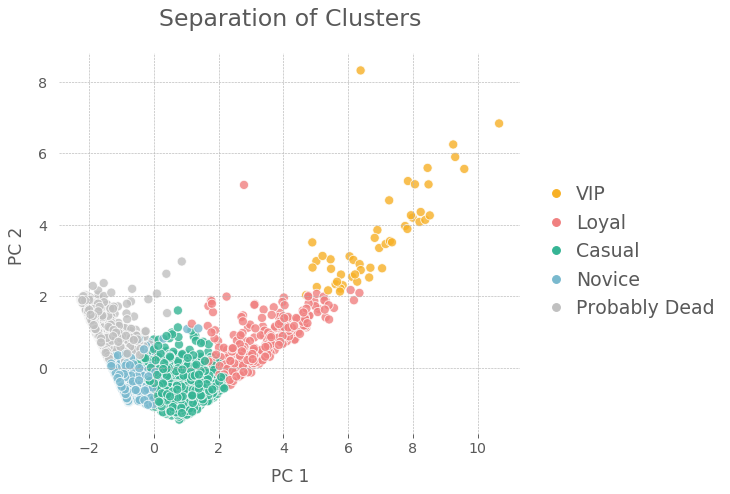 Separation of Clusters
8
6
4
2
0
PC 2
−2 0 2 4 6 8 10
PC 1
VIP
Loyal
Casual
Novice
Probably Dead